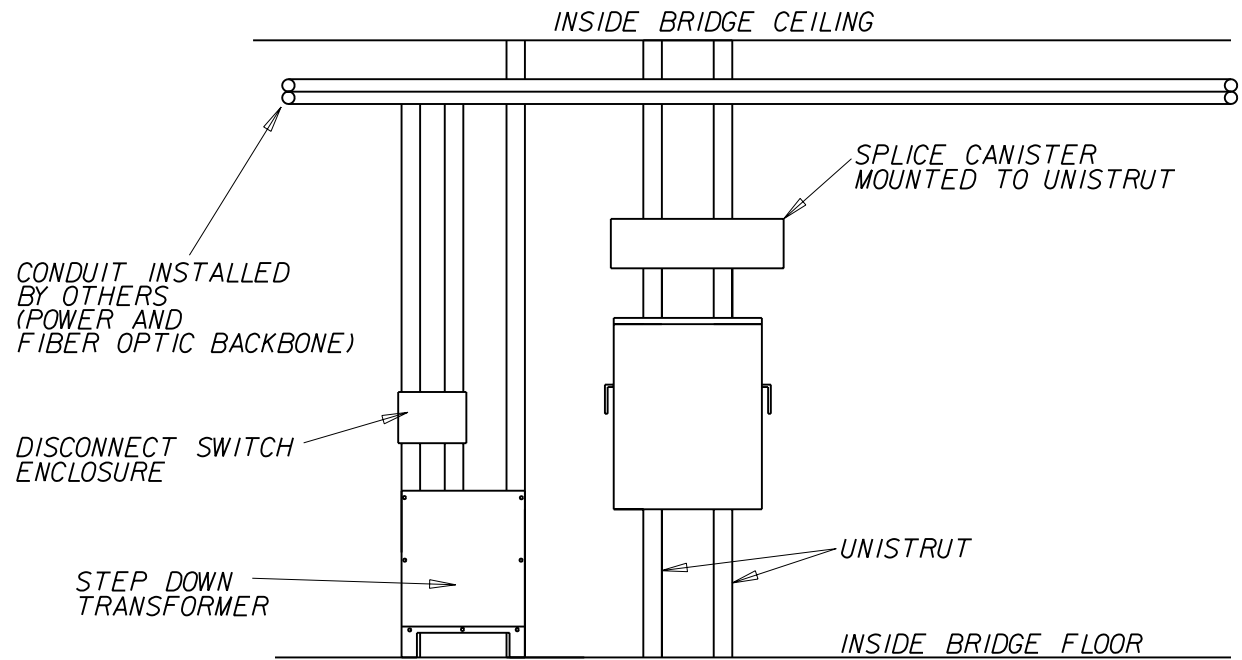 INSIDE BRIDGE CEILING
SPLICE CANISTER
MOUNTED TO UNISTRUT
CONDUIT INSTALLED
BY OTHERS
(POWER AND
FIBER OPTIC BACKBONE)
DISCONNECT SWITCH
ENCLOSURE
UNISTRUT
STEP DOWN
TRANSFORMER
INSIDE BRIDGE FLOOR